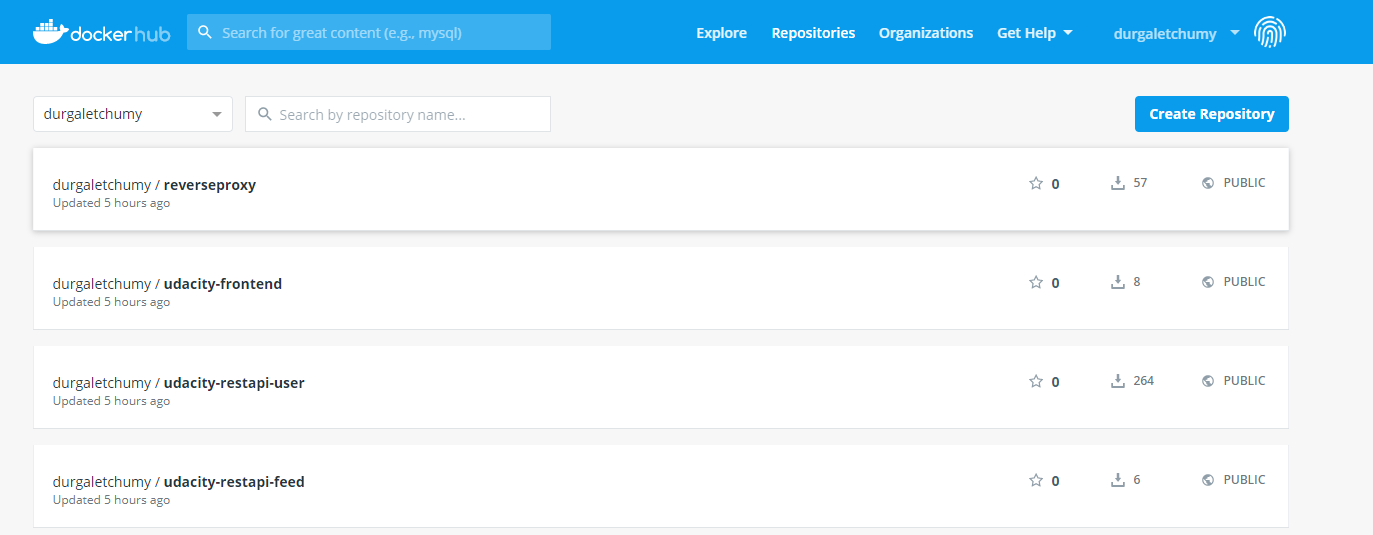 docker hub Search for great content (e.g., mysql) Explore Repositories Organizations Get Help durgaletchumy
durgaletchumy Search by repository name... Create Repository
durgaletchumy / reverseproxy 0 57 PUBLIC
Updated 5 hours ago
durgaletchumy / udacity-frontend 0 8 PUBLIC
Updated 5 hours ago
durgaletchumy / udacity-restapi-user 0 264 PUBLIC
Updated 5 hours ago
durgaletchumy / udacity-restapi-feed 0 6 PUBLIC
Updated 5 hours ago